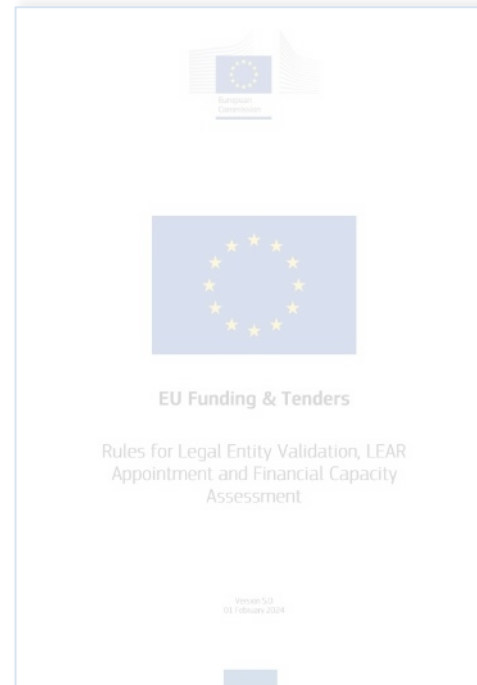 European
Commission
EU Funding & Tenders
Rules for Legal Entity Validation, LEAR
Appointment and Financial Capacity
Assessment
Version 5.0
01 February 2024